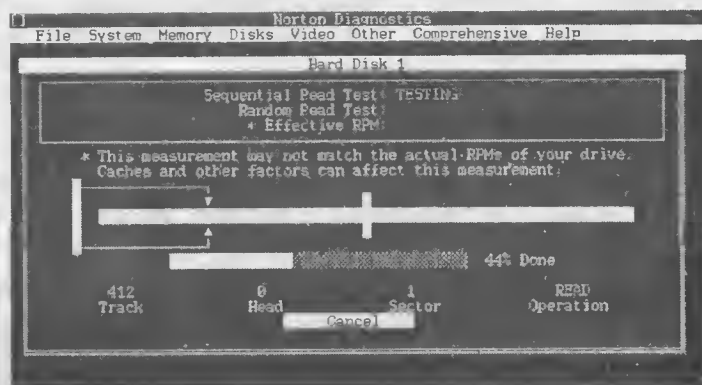 Norton Diagnostics
File System Memory Disks Video Other Comprehensive Help
Hard Disk 1
Sequential Read Test: TESTING
Random Read Test:
* Effective RPM:
* This measurement may not match the actual RPMs of your drive.
Caches and other factors can affect this measurement.
44% Done
412 0 1 READ
Track Head Sector Operation
Cancel